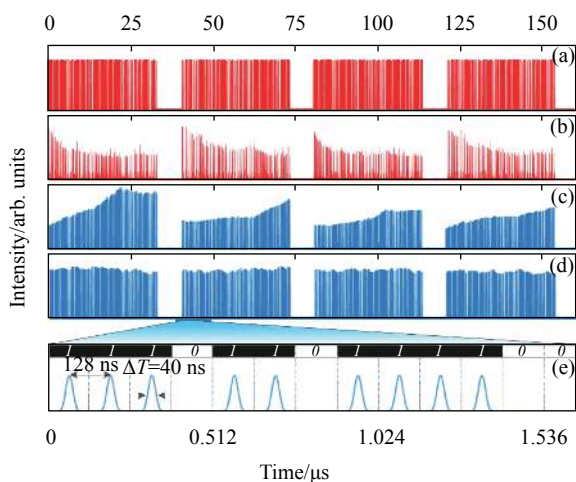 0 25 50 75 100 125 150
(a)
(b)
(c)
(d)
1 1 1 0 1 1 0 1 1 1 1 0 0
128 ns ΔT=40 ns (e)
0 0.512 1.024 1.536
Time/μs
Intensity/arb. units